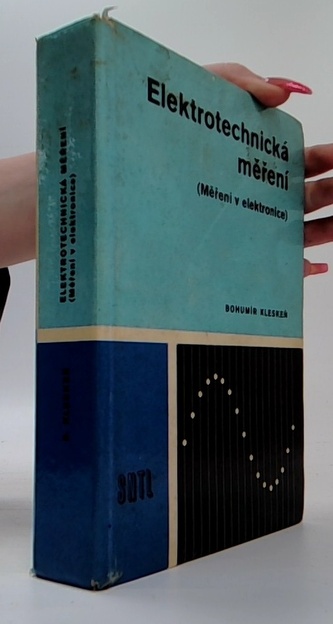 Elektrotechnická
měření
(Měření v elektronice)
BOHUMÍR KLESKEŇ
SNTL
ELEKTROTECHNICKÁ MĚŘENÍ
(Měření v elektronice)
B. KLESKEŇ